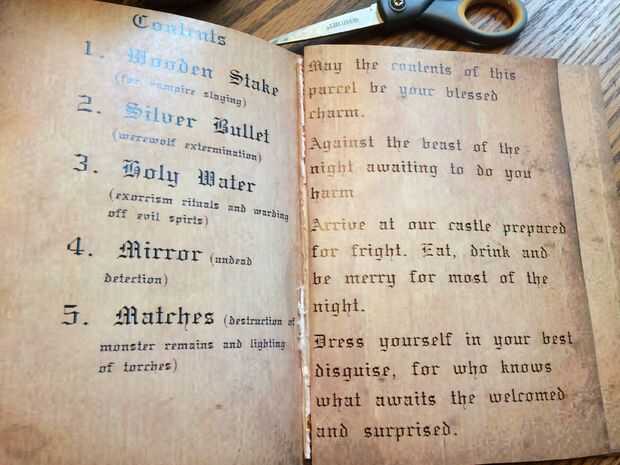 Contents
1. Wooden Stake
(for vampire slaying)
2. Silver Bullet
(werewolf extermination)
3. Holy Water
(exorcism rituals and warding
off evil spirits)
4. Mirror (undead
detection)
5. Matches (destruction of
monster remains and lighting
of torches)
May the contents of this
parcel be your blessed
charm.
Against the beast of the
night awaiting to do you
harm
Arrive at our castle prepared
for fright. Eat, drink and
be merry for most of the
night.
Dress yourself in your best
disguise, for who knows
what awaits the welcomed
and surprised.